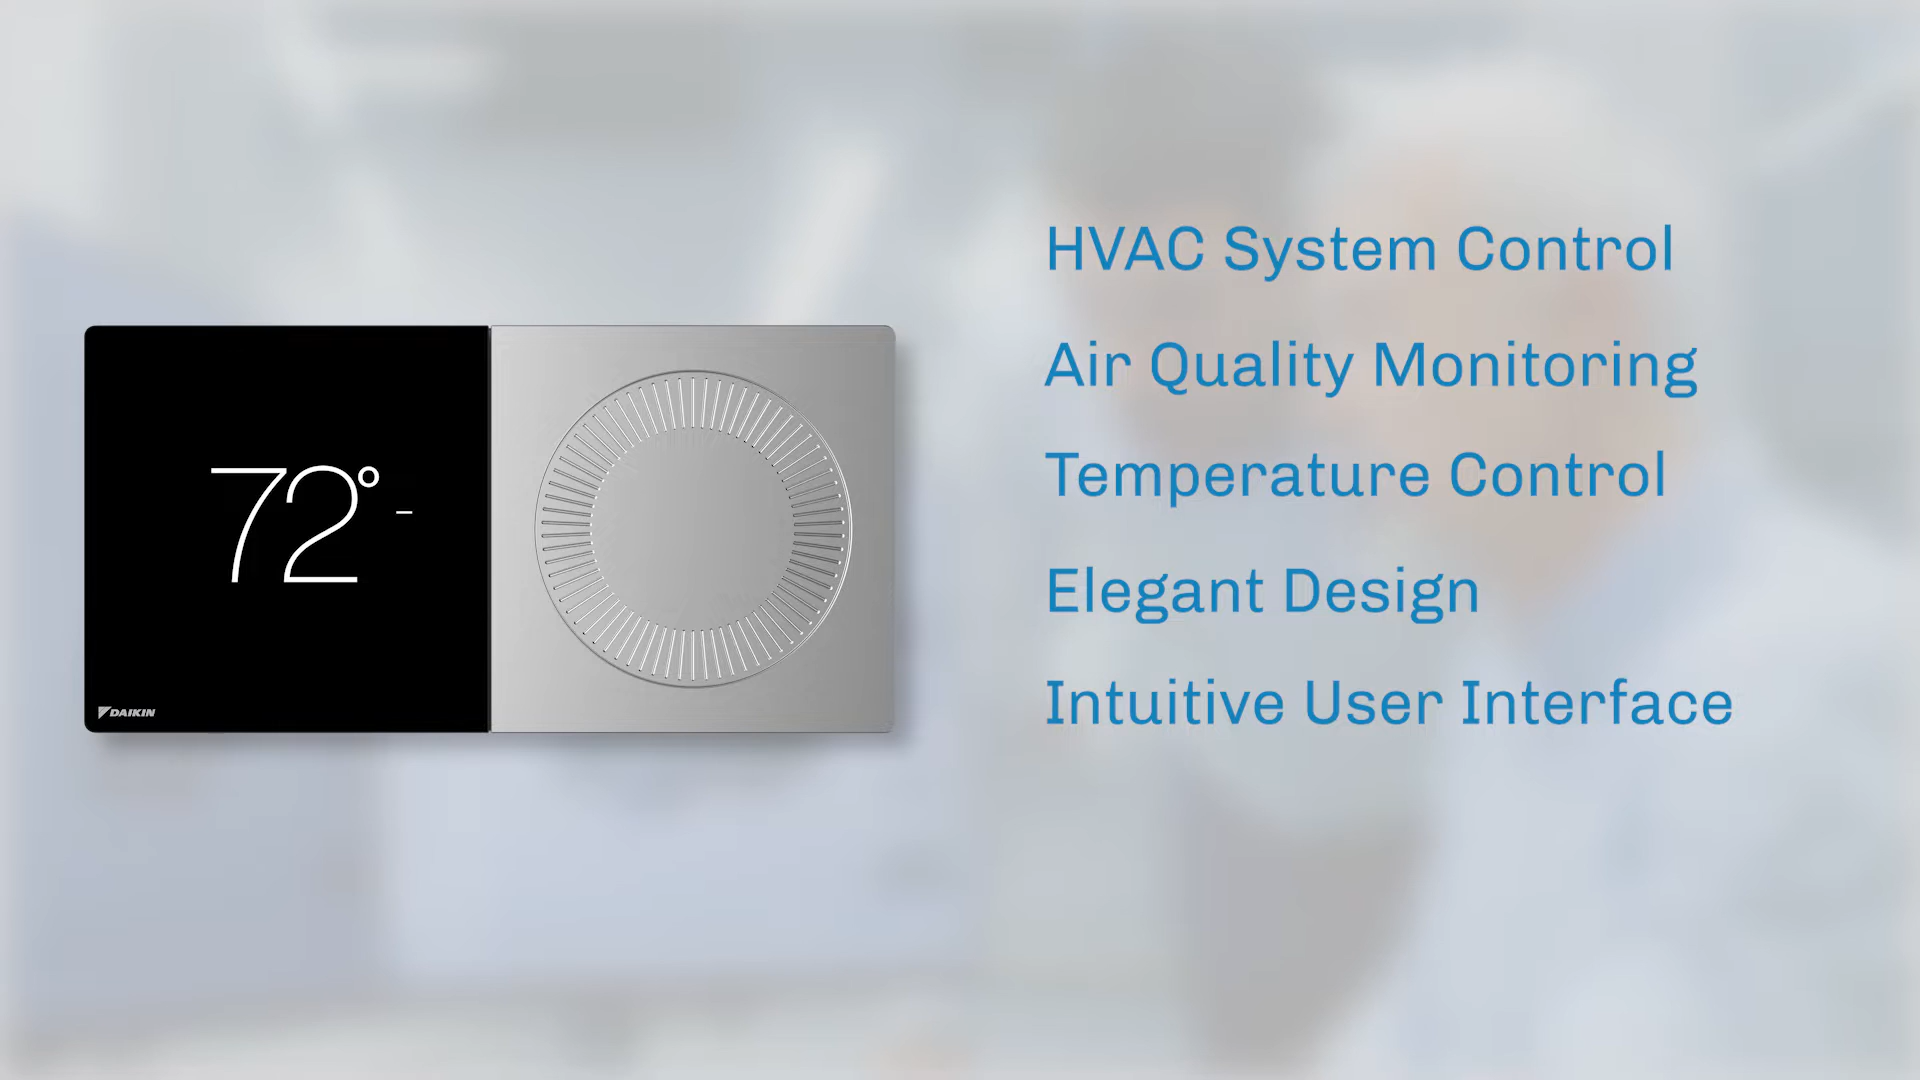 HVAC System Control
Air Quality Monitoring
Temperature Control
Elegant Design
Intuitive User Interface
72°
DAIKIN